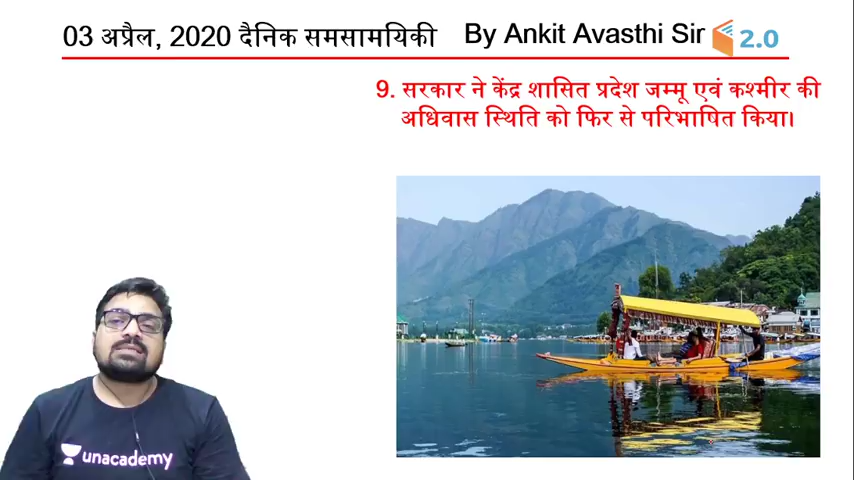 03 अप्रैल, 2020 दैनिक समसामयिकी By Ankit Avasthi Sir 2.0
9. सरकार ने केंद्र शासित प्रदेश जम्मू एवं कश्मीर की
अधिवास स्थिति को फिर से परिभाषित किया।
unacademy